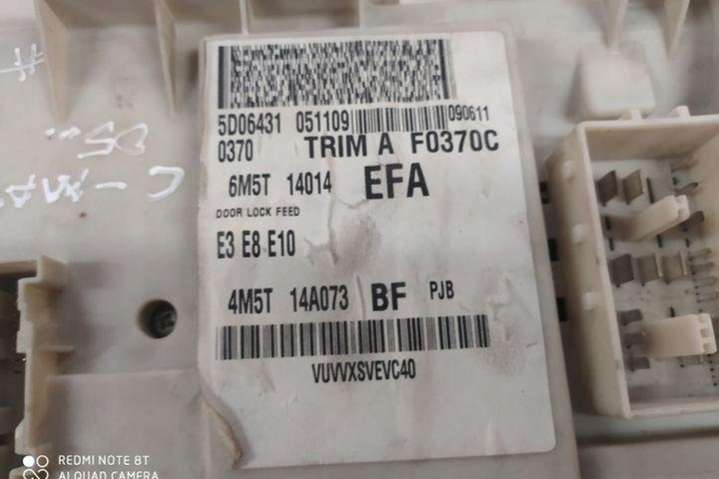 5D06431 051109 090611
0370 TRIM A F0370C
6M5T 14014 EFA
DOOR LOCK FEED
E3 E8 E10
4M5T 14A073 BF PJB
VUVVXSVEVC40
#
C-MA
REDMI NOTE 8T
AI QUAD CAMERA